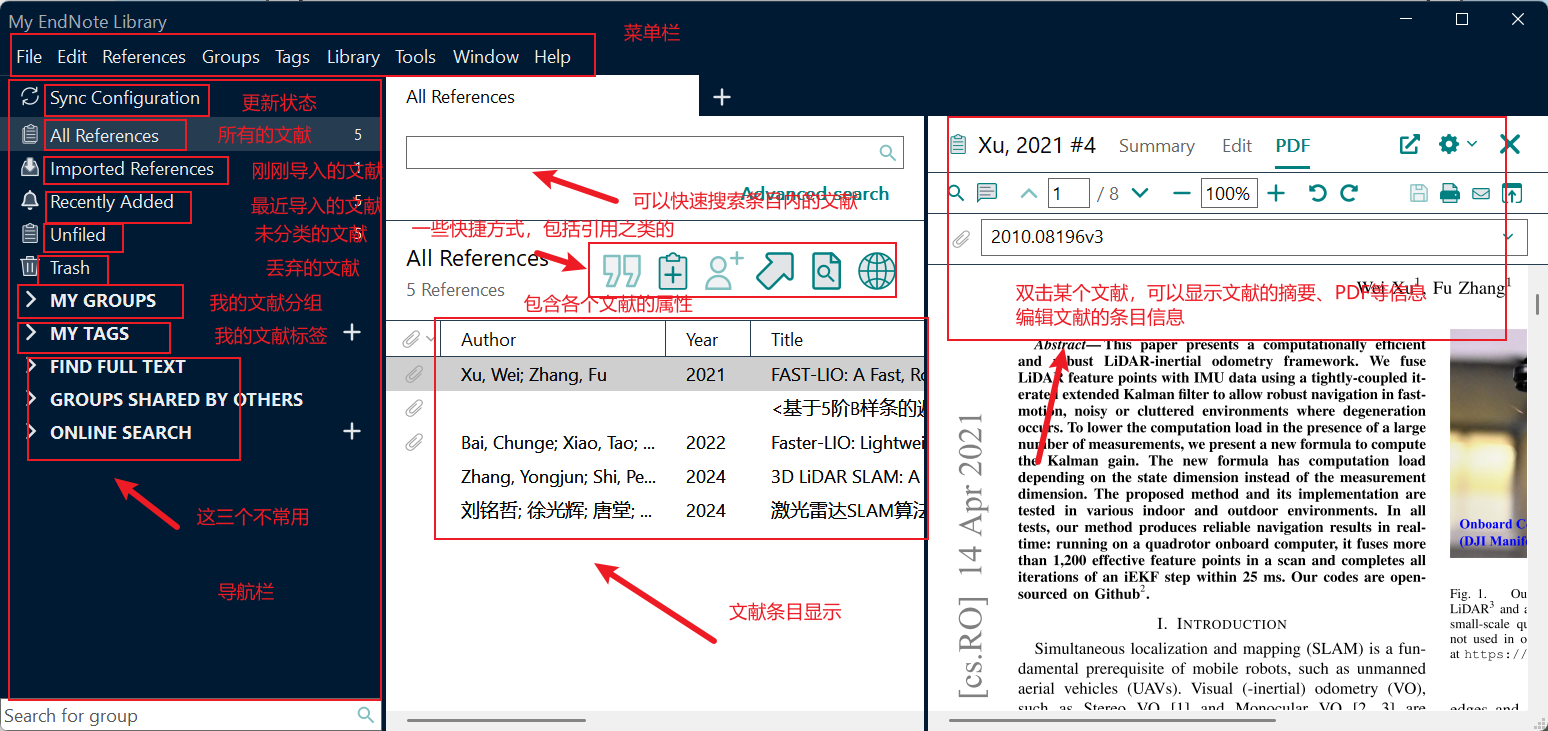 My EndNote Library
菜单栏
File Edit References Groups Tags Library Tools Window Help
Sync Configuration 更新状态
All References 所有的文献 5
Imported References 刚刚导入的文献 1
Recently Added 最近导入的文献 5
Unfiled 未分类的文献 5
Trash 丢弃的文献
MY GROUPS 我的文献分组
MY TAGS 我的文献标签
FIND FULL TEXT
GROUPS SHARED BY OTHERS
ONLINE SEARCH
这三个不常用
导航栏
Search for group
All References
Advanced search
可以快速搜索条目内的文献
一些快捷方式，包括引用之类的
All References
5 References
包含各个文献的属性
Author Year Title
Xu, Wei; Zhang, Fu 2021 FAST-LIO: A Fast, Ro
<基于5阶B样条的
Bai, Chunge; Xiao, Tao; ... 2022 Faster-LIO: Lightwei
Zhang, Yongjun; Shi, Pe... 2024 3D LiDAR SLAM: A
刘铭哲; 徐光辉; 唐堂; ... 2024 激光雷达SLAM算法
文献条目显示
Xu, 2021 #4 Summary Edit PDF
1 / 8 100%
2010.08196v3
Wei Xu1, Fu Zhang1
双击某个文献，可以显示文献的摘要、PDF等信息
编辑文献的条目信息
Abstract— This paper presents a computationally efficient
and robust LiDAR-inertial odometry framework. We fuse
LiDAR feature points with IMU data using a tightly-coupled it-
erated extended Kalman filter to allow robust navigation in fast-
motion, noisy or cluttered environments where degeneration
occurs. To lower the computation load in the presence of a large
number of measurements, we present a new formula to compute
the Kalman gain. The new formula has computation load
depending on the state dimension instead of the measurement
dimension. The proposed method and its implementation are
tested in various indoor and outdoor environments. In all
tests, our method produces reliable navigation results in real-
time: running on a quadrotor onboard computer, it fuses more
than 1,200 effective feature points in a scan and completes all
iterations of an iEKF step within 25 ms. Our codes are open-
sourced on Github2.
I. INTRODUCTION
Simultaneous localization and mapping (SLAM) is a fun-
damental prerequisite of mobile robots, such as unmanned
aerial vehicles (UAVs). Visual (-inertial) odometry (VO),
such as Stereo VO [1] and Monocular VO [2, 3] are
[cs.RO] 14 Apr 2021
Onboard C
(DJI Manif
Fig. 1. Ou
LiDAR3 and a
small-scale qu
not used in o
at https://
edges and